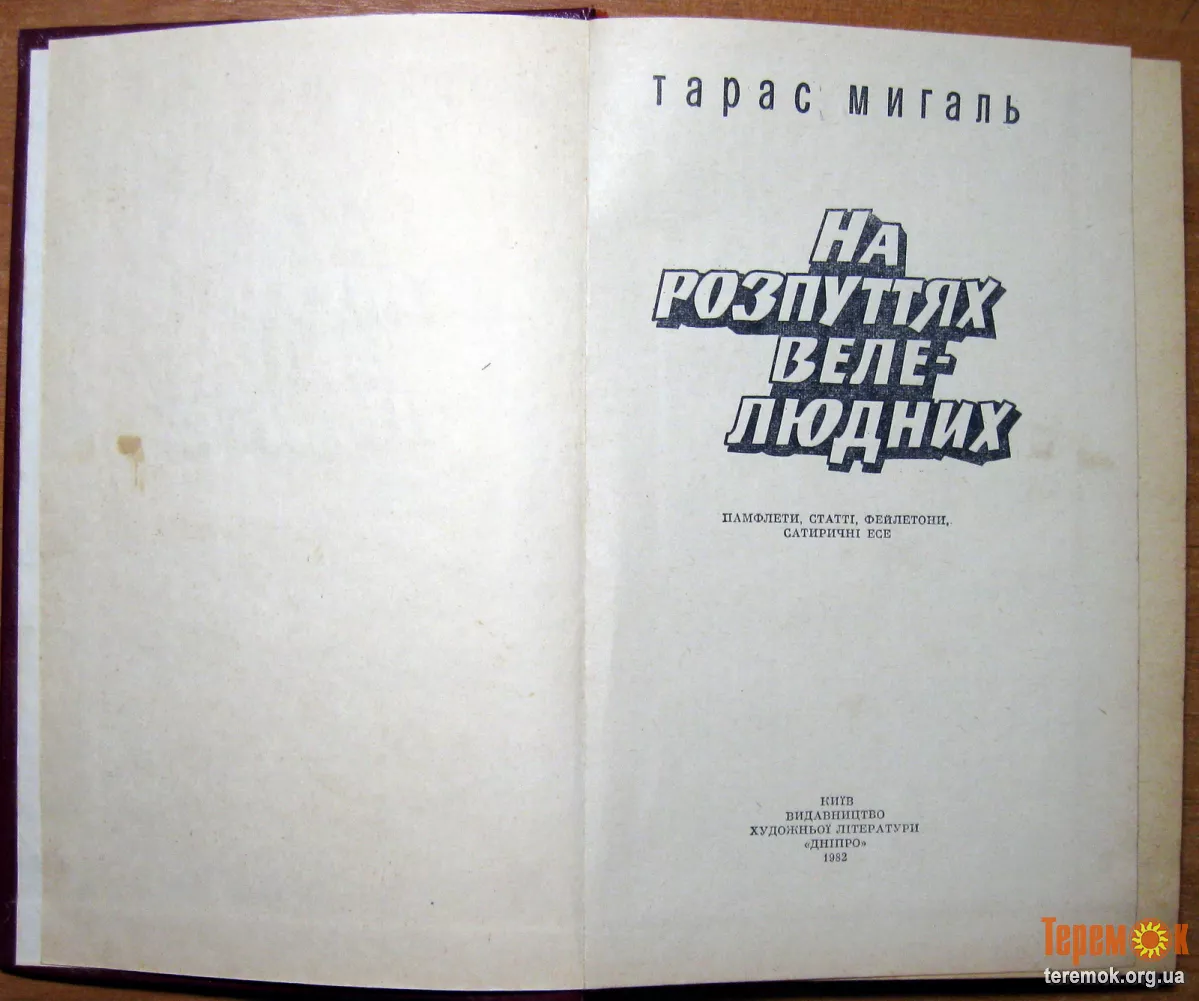 тарас мигаль
НА
РОЗПУТТЯХ
ВЕЛЕ-
ЛЮДНИХ
ПАМФЛЕТИ, СТАТТІ, ФЕЙЛЕТОНИ,
САТИРИЧНІ ЕСЕ
КИЇВ
ВИДАВНИЦТВО
ХУДОЖНЬОЇ ЛІТЕРАТУРИ
«ДНІПРО»
1982
Теремок
teremok.org.ua